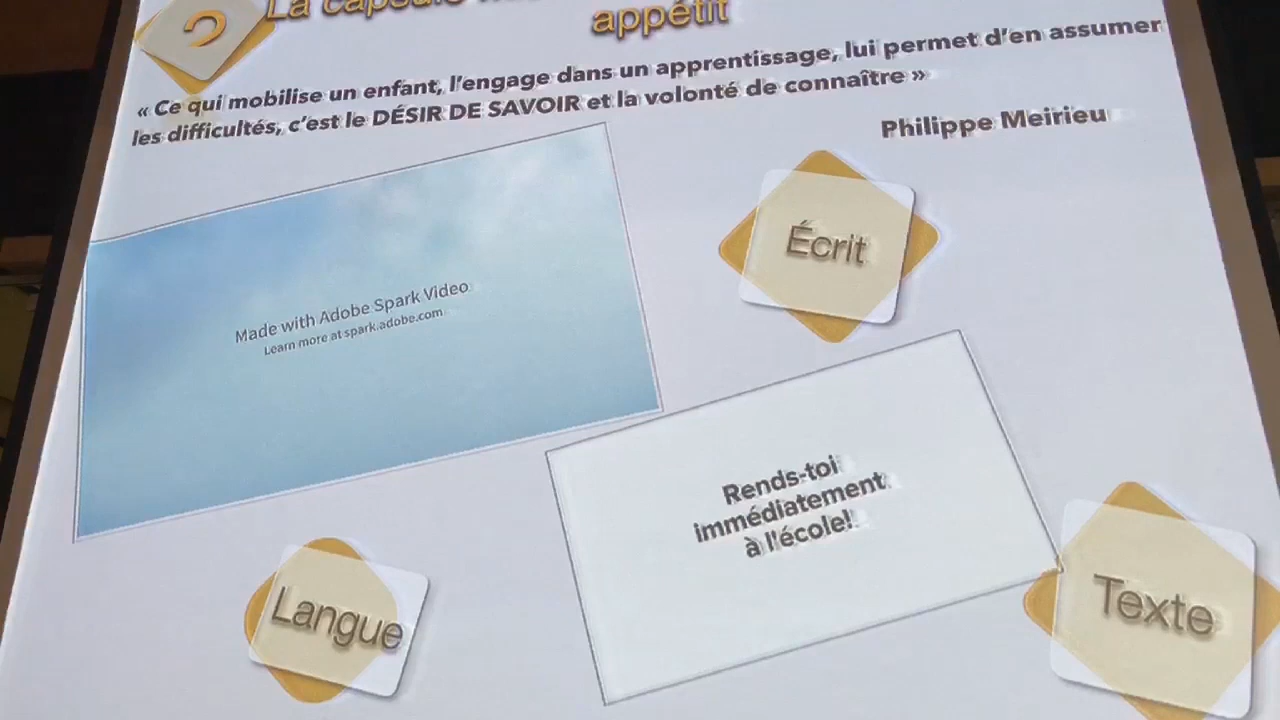 ?
La capsule
appétit
« Ce qui mobilise un enfant, l’engage dans un apprentissage, lui permet d’en assumer
les difficultés, c’est le DÉSIR DE SAVOIR et la volonté de connaître »
Philippe Meirieu
Écrit
Made with Adobe Spark Video
Learn more at spark.adobe.com
Rends-toi
immédiatement
à l'école!
Langue
Texte